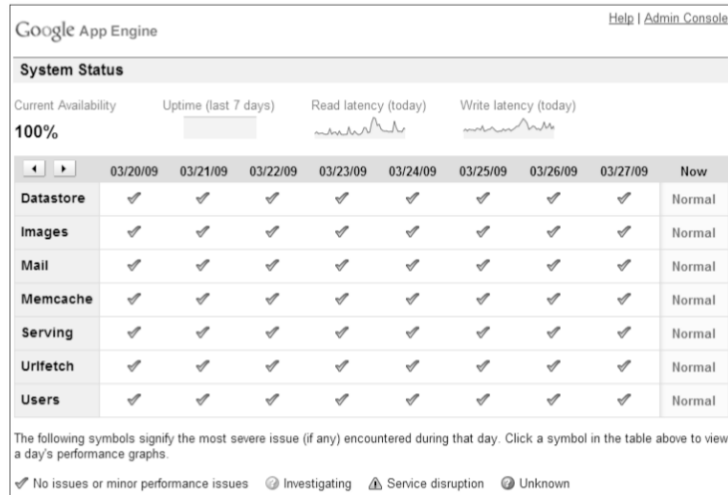 Help | Admin Console
Google App Engine
System Status
Current Availability Uptime (last 7 days) Read latency (today) Write latency (today)
100%
03/20/09 03/21/09 03/22/09 03/23/09 03/24/09 03/25/09 03/26/09 03/27/09 Now
Datastore Normal
Images Normal
Mail Normal
Memcache Normal
Serving Normal
Urlfetch Normal
Users Normal
The following symbols signify the most severe issue (if any) encountered during that day. Click a symbol in the table above to view
a day's performance graphs.
No issues or minor performance issues Investigating Service disruption Unknown